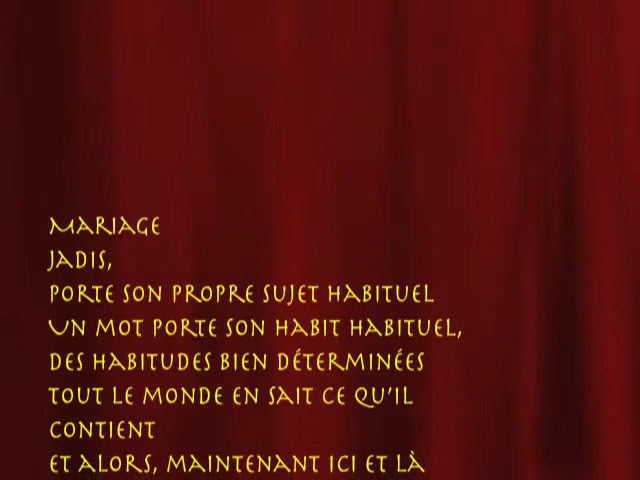 Mariage
Jadis,
porte son propre sujet habituel
Un mot porte son habit habituel,
des habitudes bien déterminées
tout le monde en sait ce qu'il
contient
et alors, maintenant ici et là